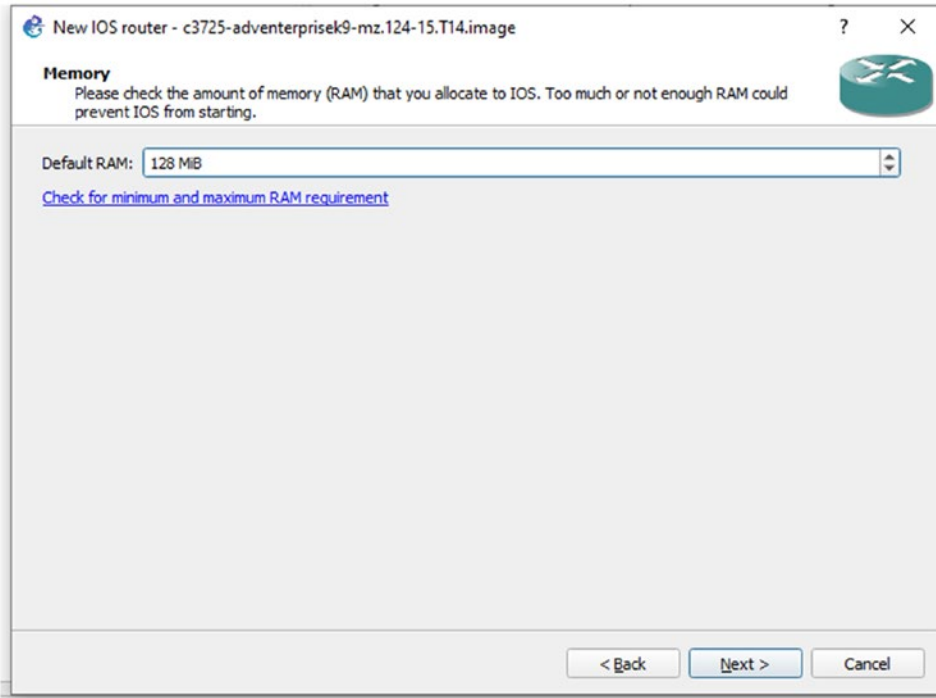 New IOS router - c3725-adventerprisek9-mz.124-15.T14.image
?
Memory
Please check the amount of memory (RAM) that you allocate to IOS. Too much or not enough RAM could
prevent IOS from starting.
Default RAM: 128 MiB
Check for minimum and maximum RAM requirement
< Back Next > Cancel